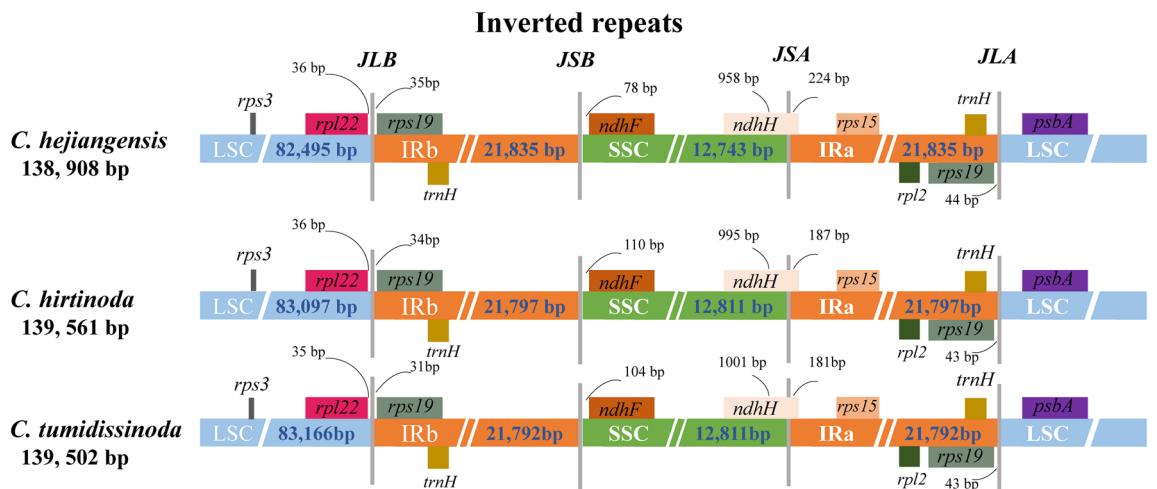 Inverted repeats
JLB JSB JSA JLA
36 bp 35bp 78 bp 958 bp 224 bp
rps3 rpl22 rps19 ndhF ndhH rps15 trnH psbA
C. hejiangensis
138, 908 bp
LSC 82,495 bp IRb 21,835 bp SSC 12,743 bp IRa 21,835 bp LSC
trnH rpl2 rps19 44 bp
36 bp 34bp 110 bp 995 bp 187 bp
rps3 rpl22 rps19 ndhF ndhH rps15 trnH psbA
C. hirtinoda
139, 561 bp
LSC 83,097 bp IRb 21,797 bp SSC 12,811 bp IRa 21,797bp LSC
trnH rpl2 rps19 43 bp
35 bp 31bp 104 bp 1001 bp 181bp
rps3 rpl22 rps19 ndhF ndhH rps15 trnH psbA
C. tumidissinoda
139, 502 bp
LSC 83,166bp IRb 21,792bp SSC 12,811bp IRa 21,792bp LSC
trnH rpl2 rps19 43 bp